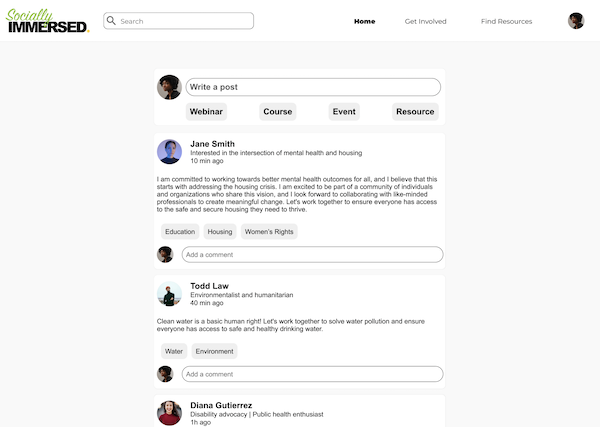 Socially
IMMERSED.
Search
Home
Get Involved
Find Resources
Write a post
Webinar
Course
Event
Resource
Jane Smith
Interested in the intersection of mental health and housing
10 min ago
I am committed to working towards better mental health outcomes for all, and I believe that this
starts with addressing the housing crisis. I am excited to be part of a community of individuals
and organizations who share this vision, and I look forward to collaborating with like-minded
professionals to create meaningful change. Let's work together to ensure everyone has access
to the safe and secure housing they need to thrive.
Education
Housing
Women's Rights
Add a comment
Todd Law
Environmentalist and humanitarian
40 min ago
Clean water is a basic human right! Let's work together to solve water pollution and ensure
everyone has access to safe and healthy drinking water.
Water
Environment
Add a comment
Diana Gutierrez
Disability advocacy | Public health enthusiast
1h ago